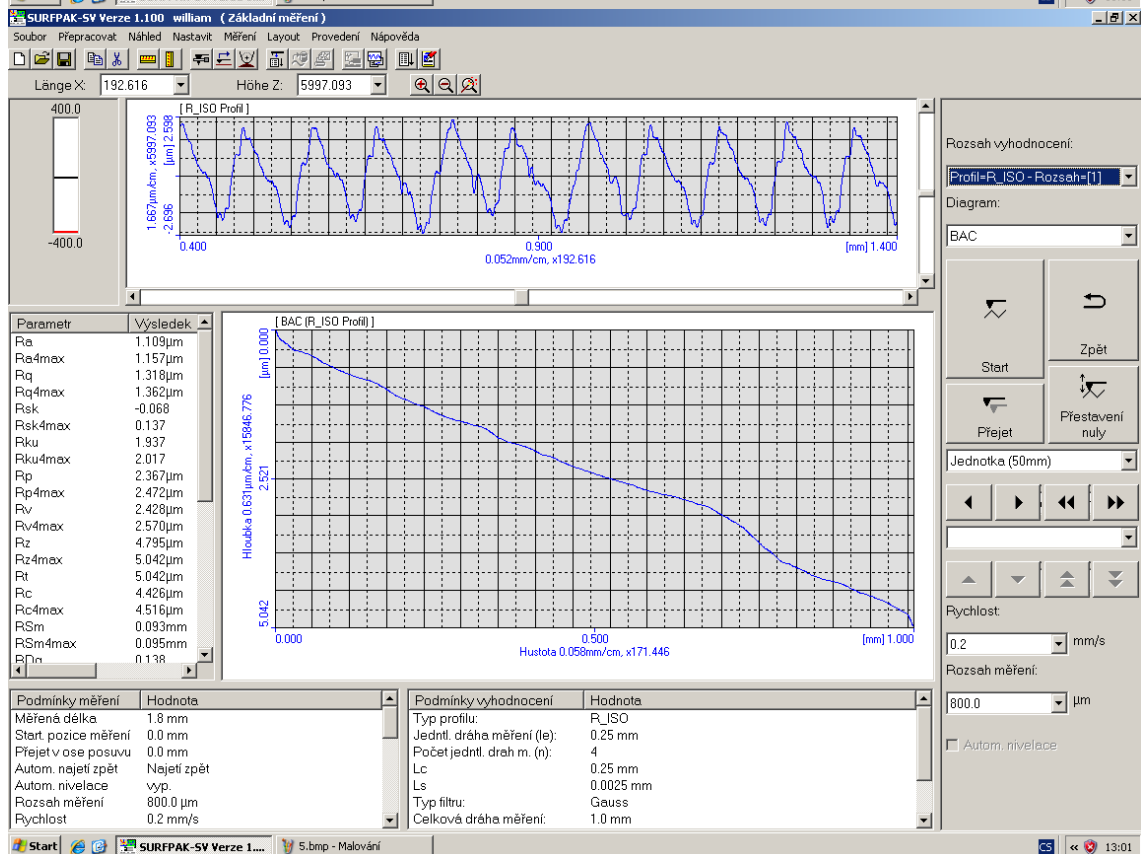 SURFPAK-SV Verze 1.100 william ( Základní měření )
Soubor Přepracovat Náhled Nastavit Měření Layout Provedení Nápověda
Länge X: 192.616 Höhe Z: 5997.093
400.0
-400.0
[ R_ISO Profil ]
1.667µm/cm, x5997.093
[µm] 2.598
-2.696
0.400 0.900 [mm] 1.400
0.052mm/cm, x192.616
Parametr Výsledek
Ra 1.109µm
Ra4max 1.157µm
Rq 1.318µm
Rq4max 1.362µm
Rsk -0.068
Rsk4max 0.137
Rku 1.937
Rku4max 2.017
Rp 2.367µm
Rp4max 2.472µm
Rv 2.428µm
Rv4max 2.570µm
Rz 4.795µm
Rz4max 5.042µm
Rt 5.042µm
Rc 4.426µm
Rc4max 4.516µm
RSm 0.093mm
RSm4max 0.095mm
RDq 0.138
[ BAC (R_ISO Profil) ]
[µm] 0.000
Hloubka 0.631µm/cm, x15846.776
2.521
5.042
0.000 0.500 [mm] 1.000
Hustota 0.058mm/cm, x171.446
Rozsah vyhodnocení:
Profil=R_ISO - Rozsah=[1]
Diagram:
BAC
Start
Zpět
Přejet
Přestavení
nuly
Jednotka (50mm)
Rychlost:
0.2 mm/s
Rozsah měření:
800.0 µm
Autom. nivelace
Podmínky měření Hodnota
Měřená délka 1.8 mm
Start. pozice měření 0.0 mm
Přejet v ose posuvu 0.0 mm
Autom. najetí zpět Najetí zpět
Autom. nivelace vyp.
Rozsah měření 800.0 µm
Rychlost 0.2 mm/s
Podmínky vyhodnocení Hodnota
Typ profilu: R_ISO
Jedntl. dráha měření (le): 0.25 mm
Počet jedntl. drah m. (n): 4
Lc 0.25 mm
Ls 0.0025 mm
Typ filtru: Gauss
Celková dráha měření: 1.0 mm
Start SURFPAK-SV Verze 1.... 5.bmp - Malování CS 13:01